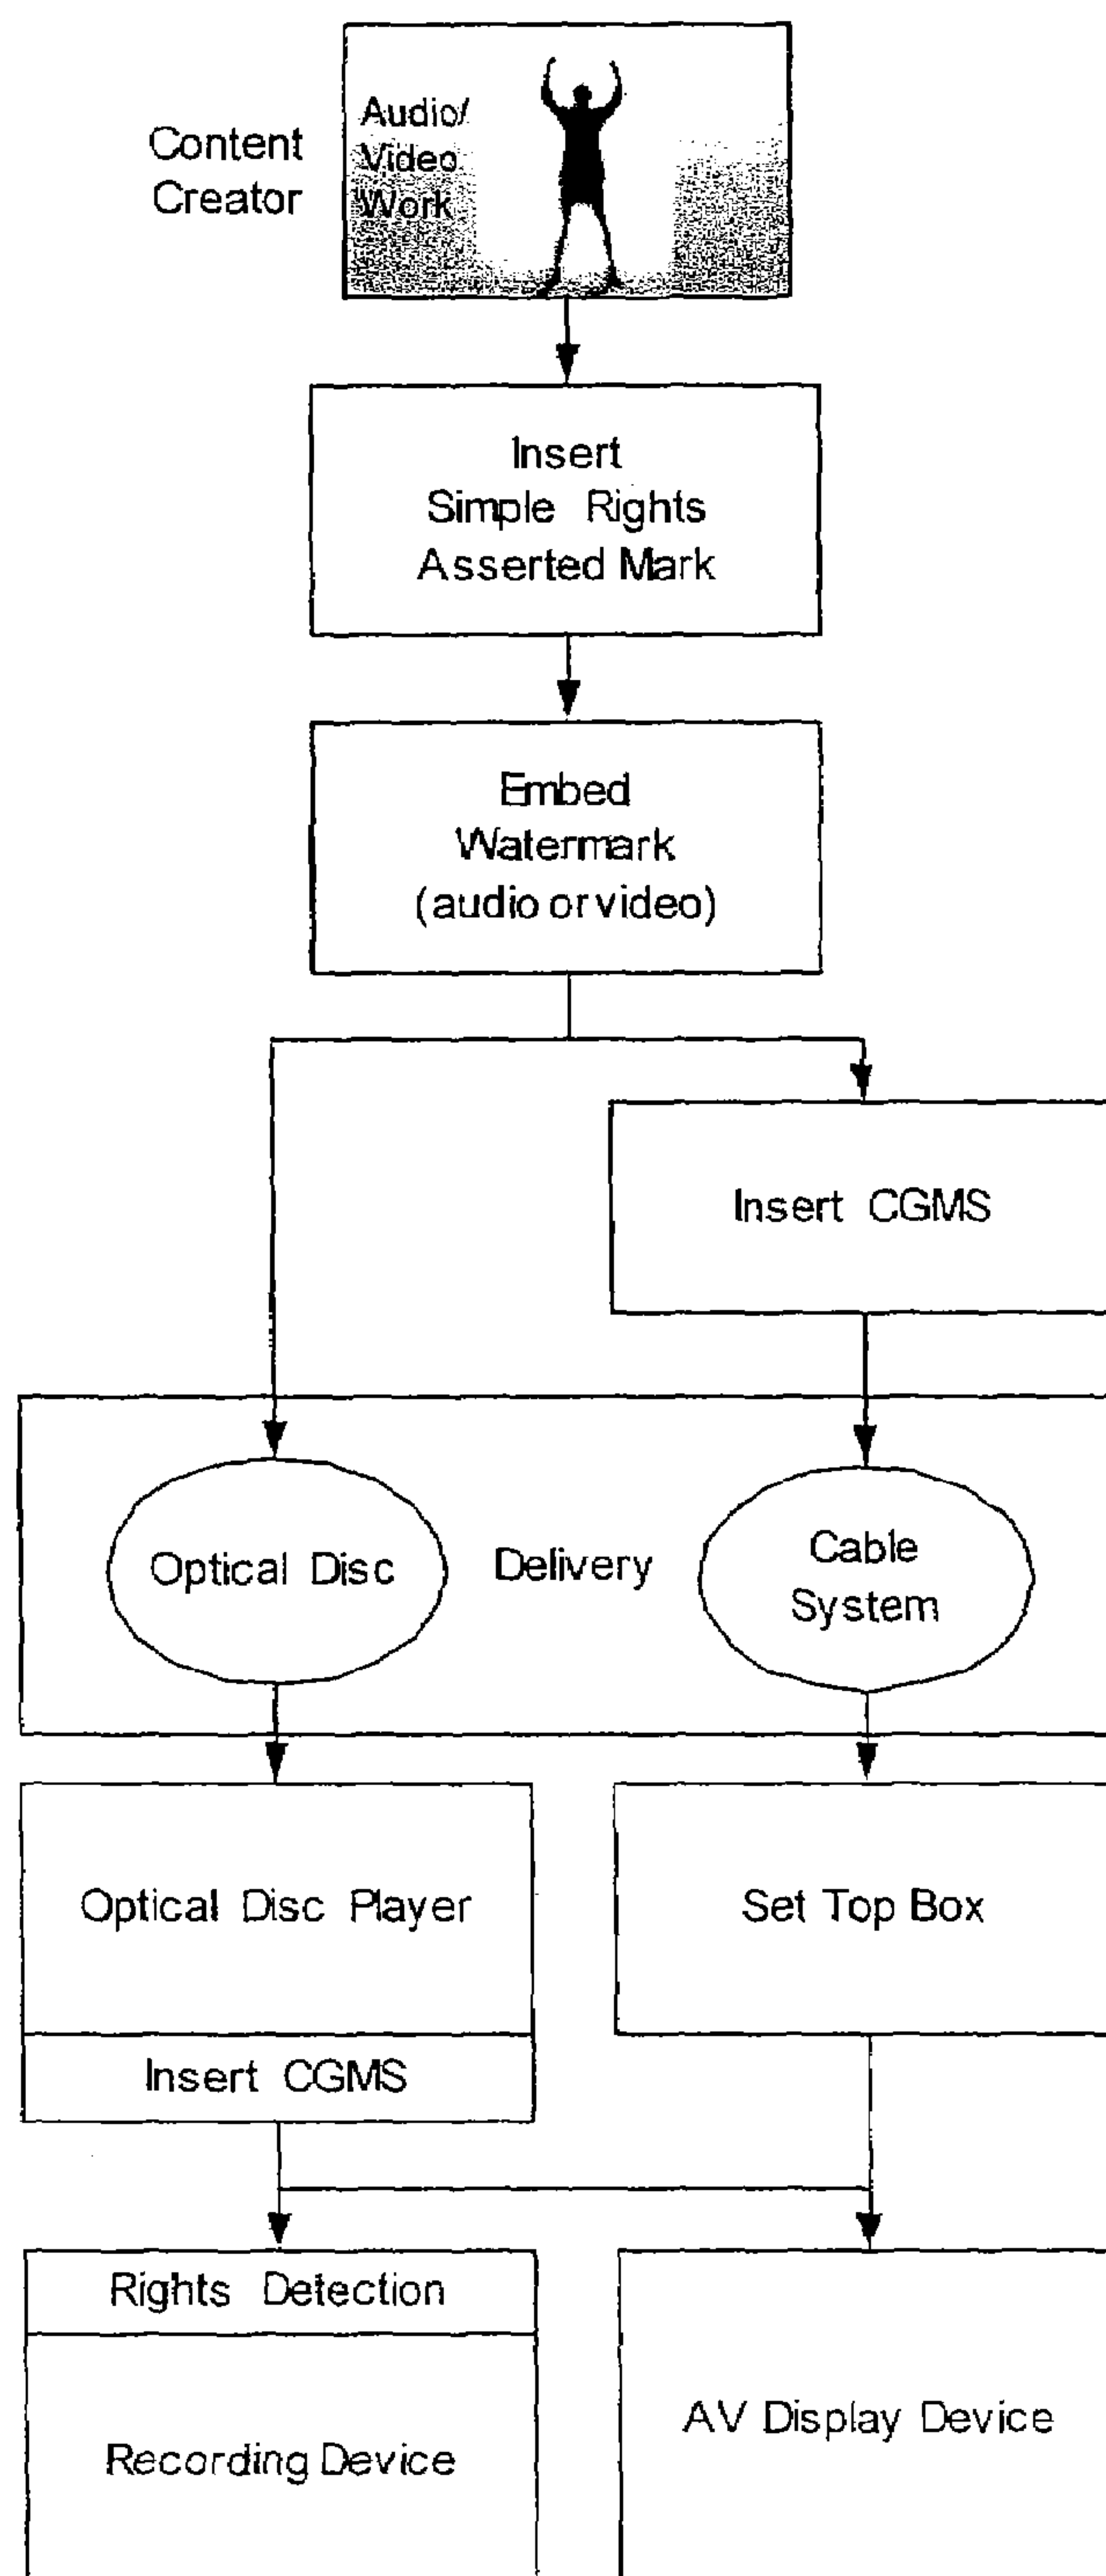 Content
Creator
Audio/
Video
Work
Insert
Simple Rights
Asserted Mark
Embed
Watermark
(audio or video)
Insert CGMS
Optical Disc
Delivery
Cable
System
Optical Disc Player
Set Top Box
Insert CGMS
Rights Detection
Recording Device
AV Display Device